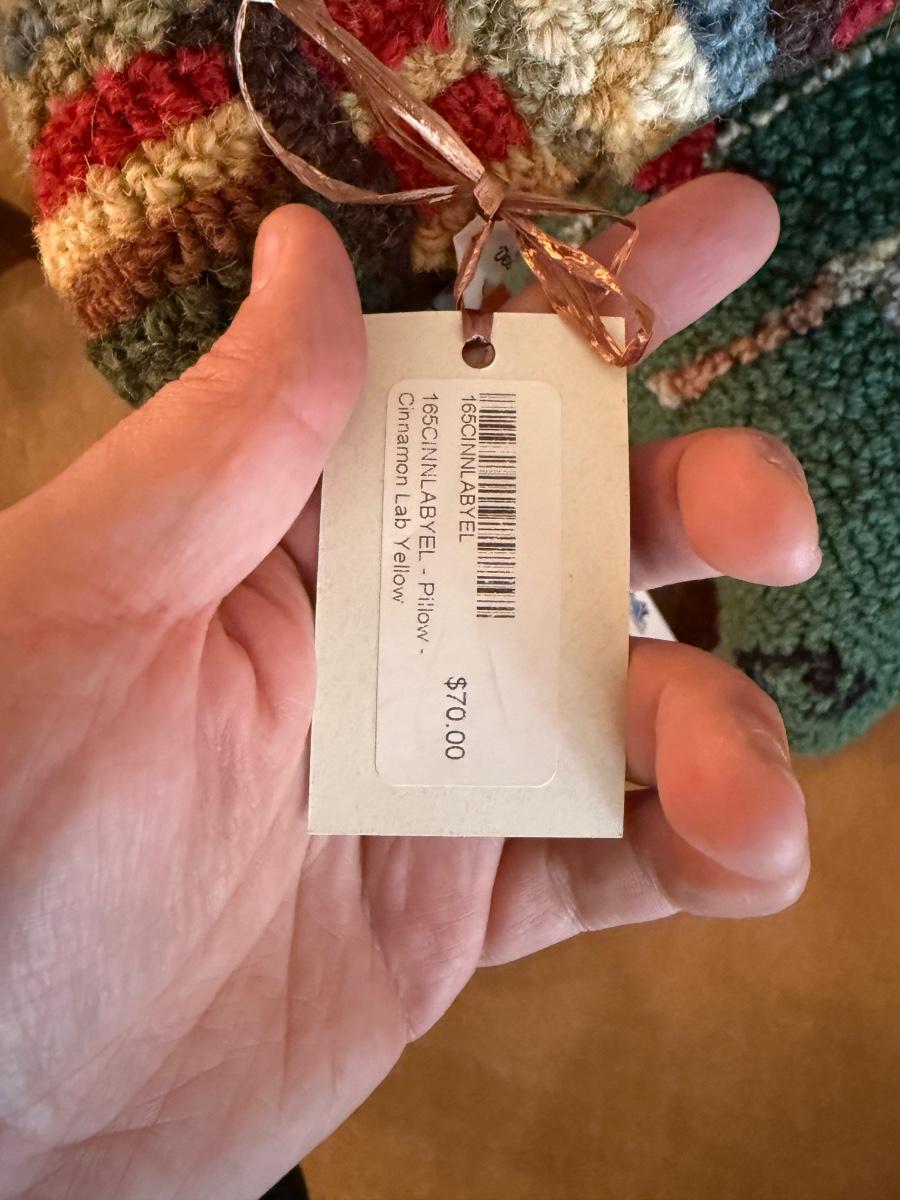 165CINNLABYEL
165CINNLABYEL - Pillow -
Cinnamon Lab Yellow
$70.00